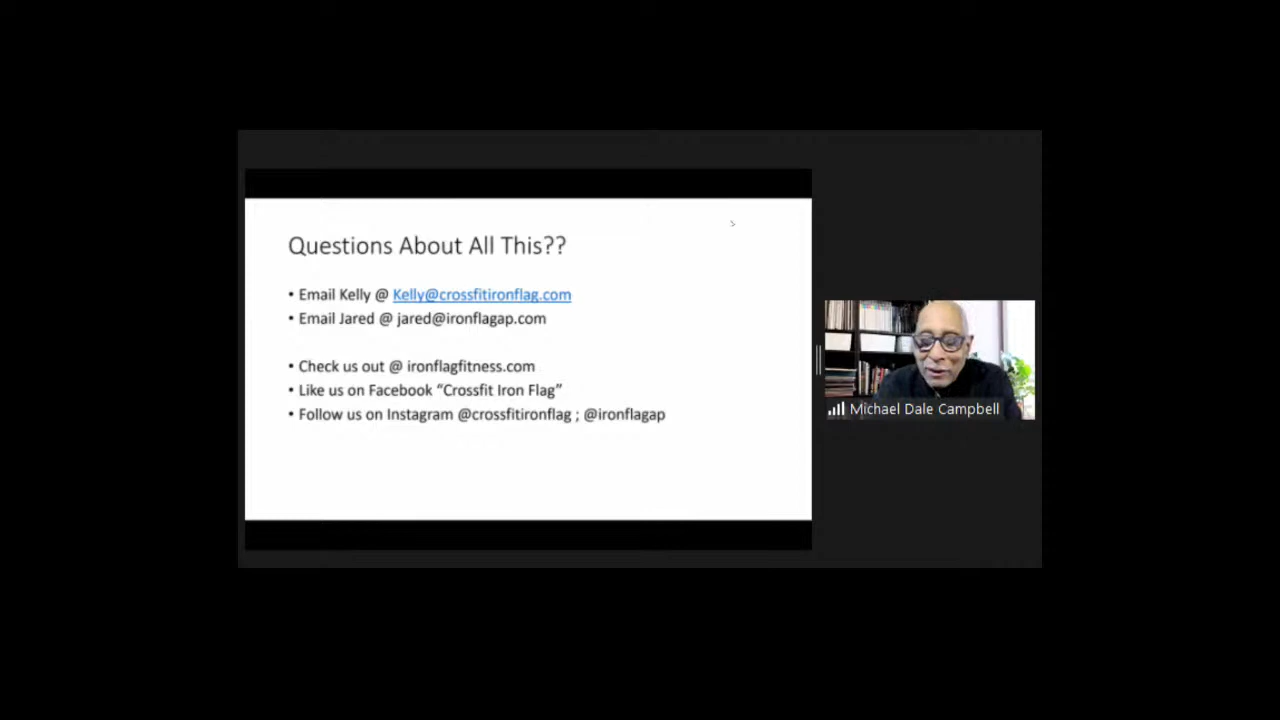 Questions About All This??
• Email Kelly @ Kelly@crossfitironflag.com
• Email Jared @ jared@ironflagap.com
• Check us out @ ironflagfitness.com
• Like us on Facebook “Crossfit Iron Flag”
• Follow us on Instagram @crossfitironflag ; @ironflagap
Michael Dale Campbell